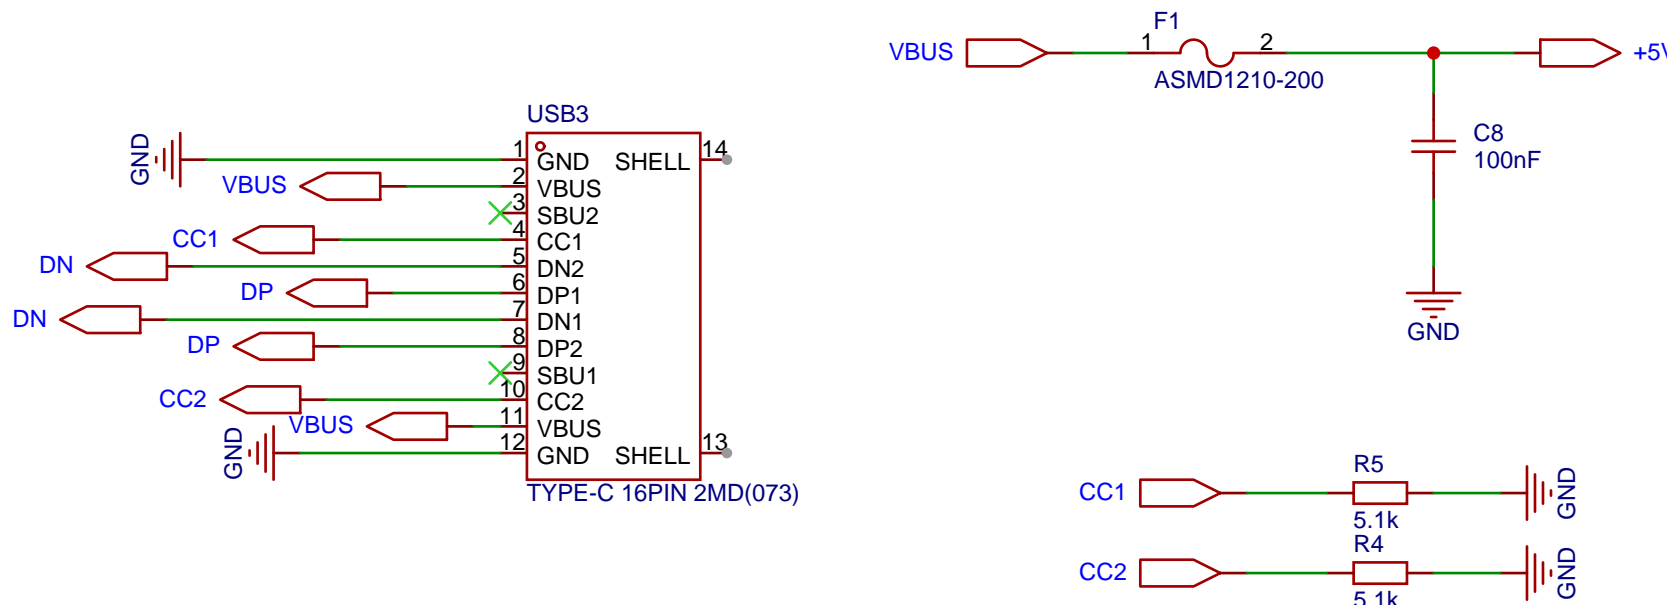 USB3
GND
1
GND
SHELL
14
VBUS
2
VBUS
3
SBU2
CC1
4
CC1
DN
5
DN2
DP
6
DP1
DN
7
DN1
DP
8
DP2
9
SBU1
CC2
10
CC2
VBUS
11
VBUS
GND
12
GND
SHELL
13
TYPE-C 16PIN 2MD(073)
F1
VBUS
1
2
+5V
ASMD1210-200
C8
100nF
GND
CC1
R5
5.1k
GND
CC2
R4
5.1k
GND